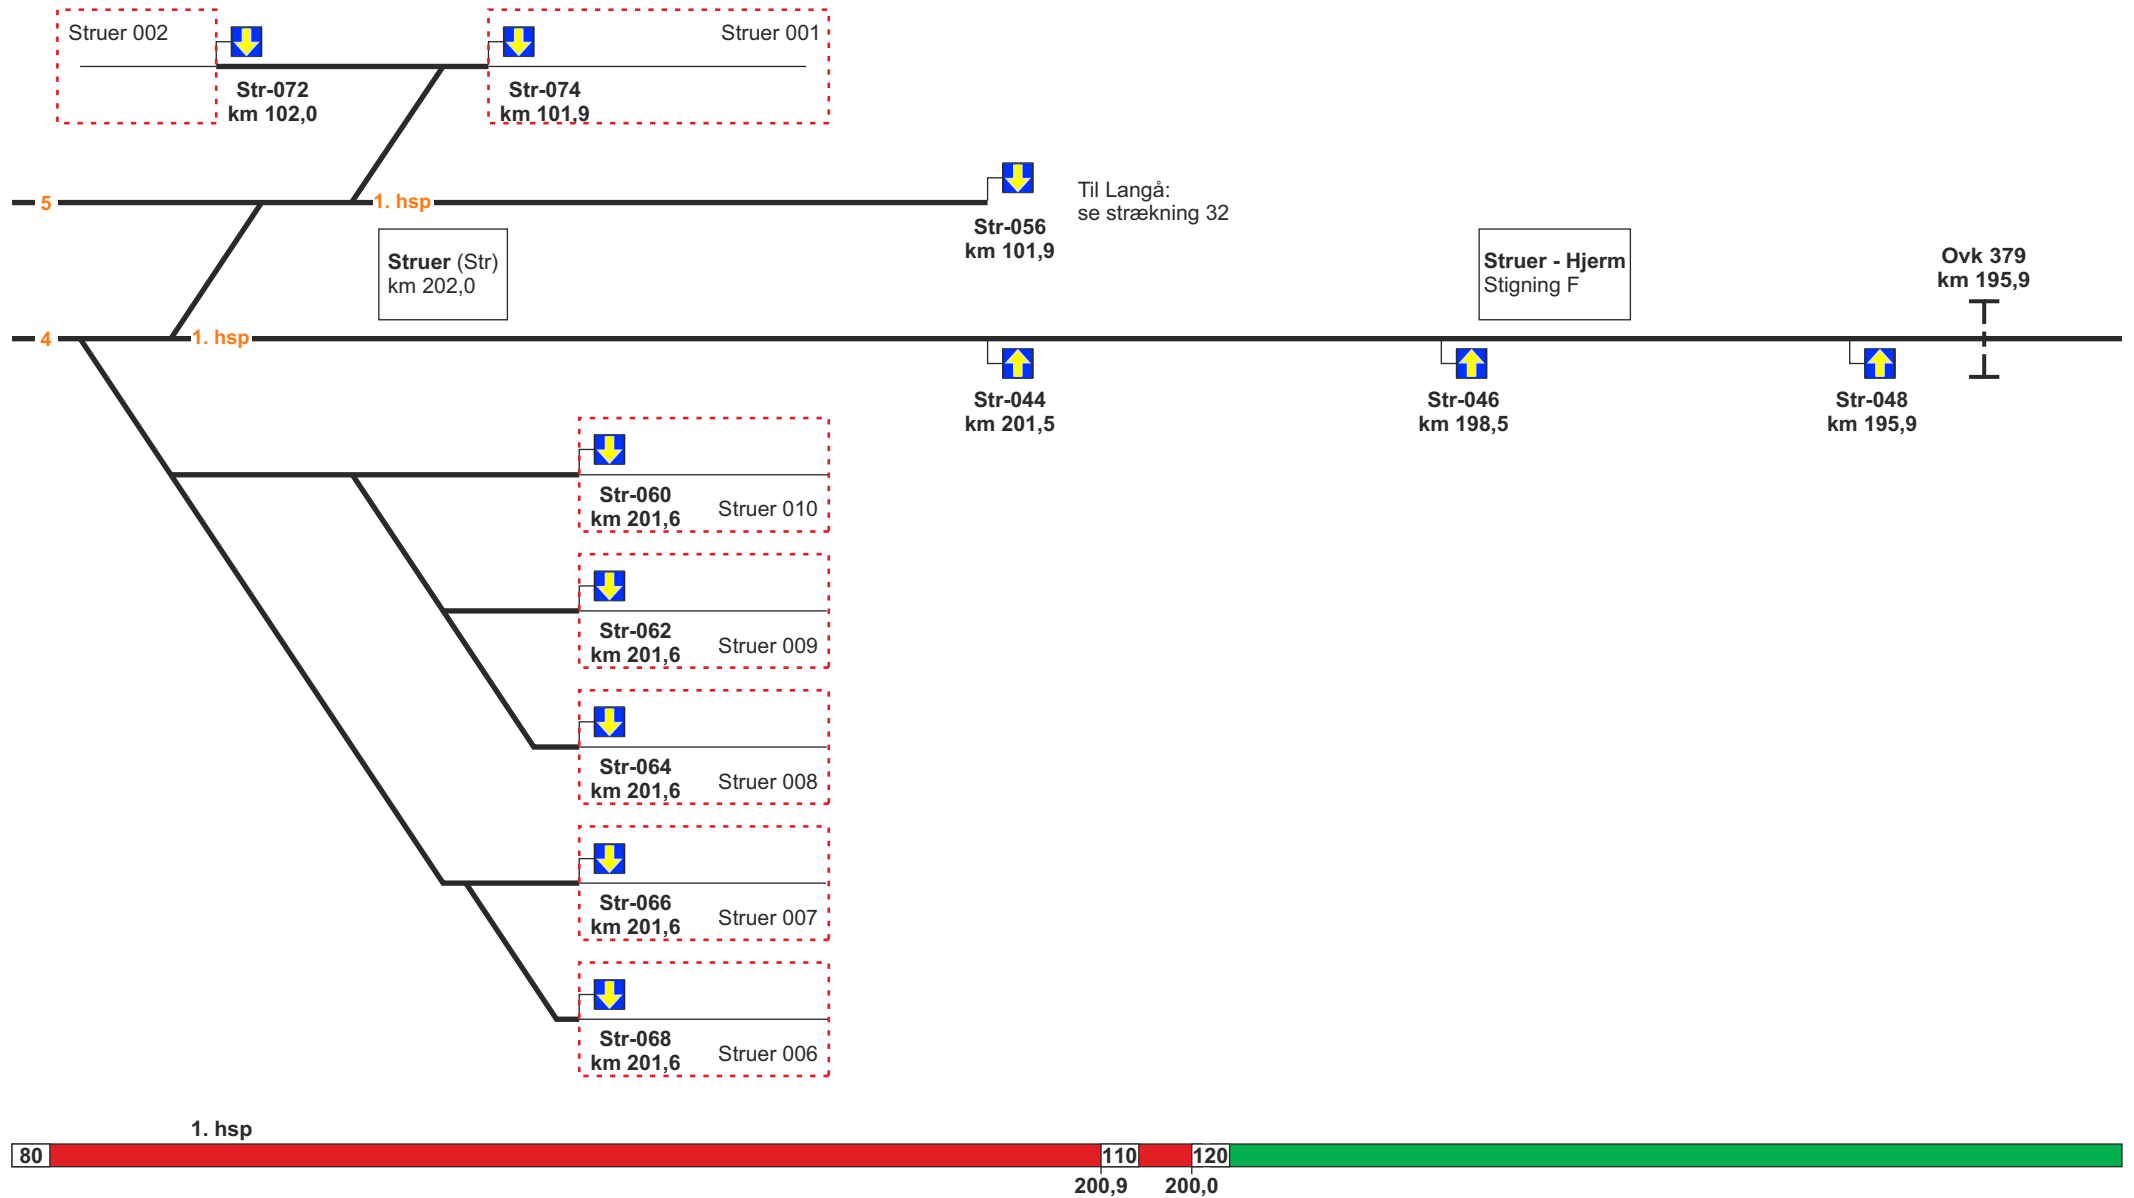 Struer 002
Struer 001
Str-072
km 102,0
Str-074
km 101,9
5
1. hsp
Str-056
km 101,9
Til Langå:
se strækning 32
Struer (Str)
km 202,0
Struer - Hjerm
Stigning F
Ovk 379
km 195,9
4
1. hsp
Str-044
km 201,5
Str-046
km 198,5
Str-048
km 195,9
Str-060
km 201,6
Struer 010
Str-062
km 201,6
Struer 009
Str-064
km 201,6
Struer 008
Str-066
km 201,6
Struer 007
Str-068
km 201,6
Struer 006
1. hsp
80
110
120
200,9
200,0